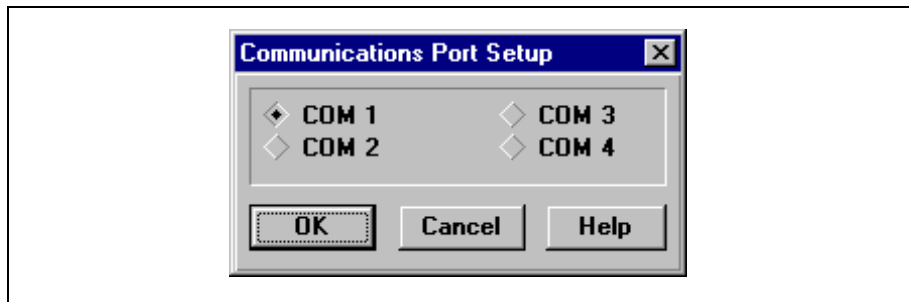 Communications Port Setup
COM 1 COM 3
COM 2 COM 4
OK Cancel Help